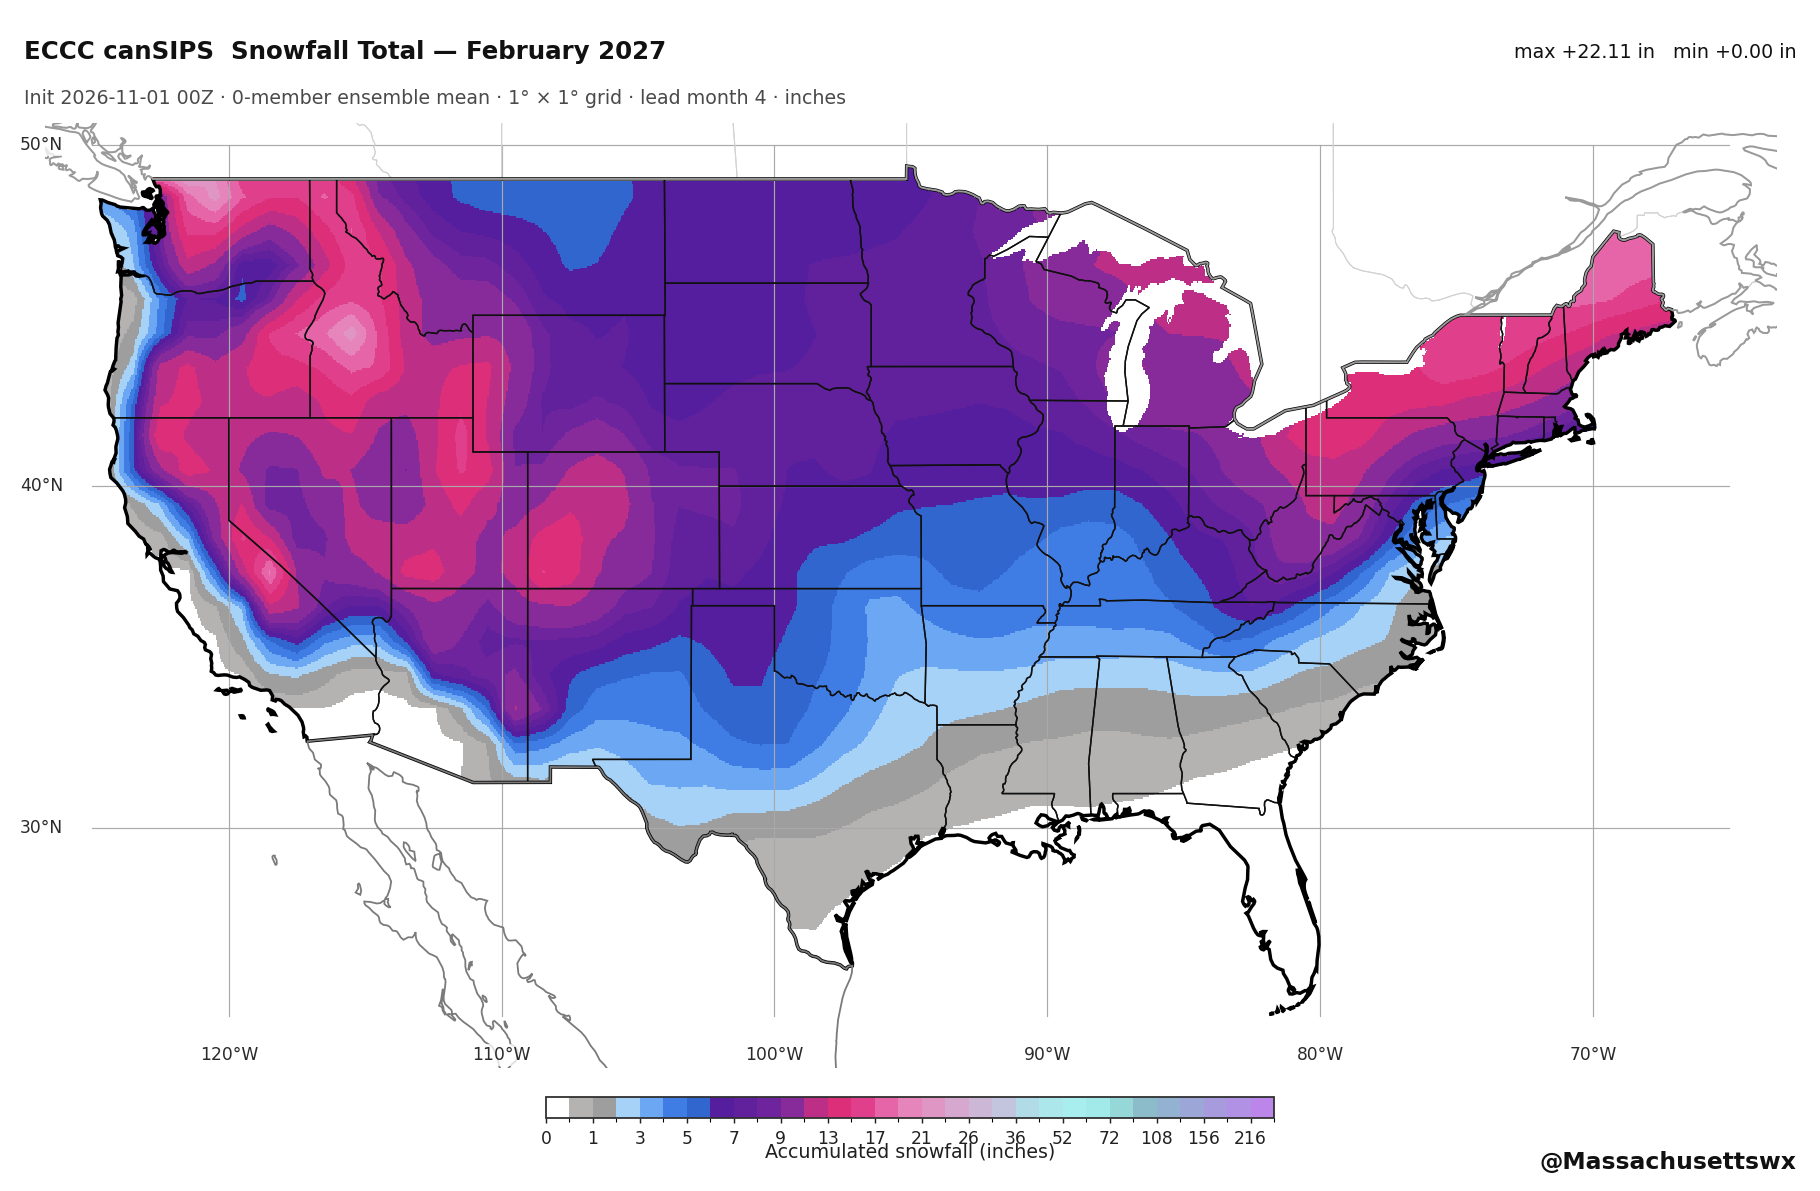 ECCC canSIPS  Snowfall Total — February 2027
max +22.11 in   min +0.00 in
Init 2026-11-01 00Z · 0-member ensemble mean · 1° × 1° grid · lead month 4 · inches
50°N
40°N
30°N
120°W 110°W 100°W 90°W 80°W 70°W
0 1 3 5 7 9 13 17 21 26 36 52 72 108 156 216
Accumulated snowfall (inches)
@Massachusettswx